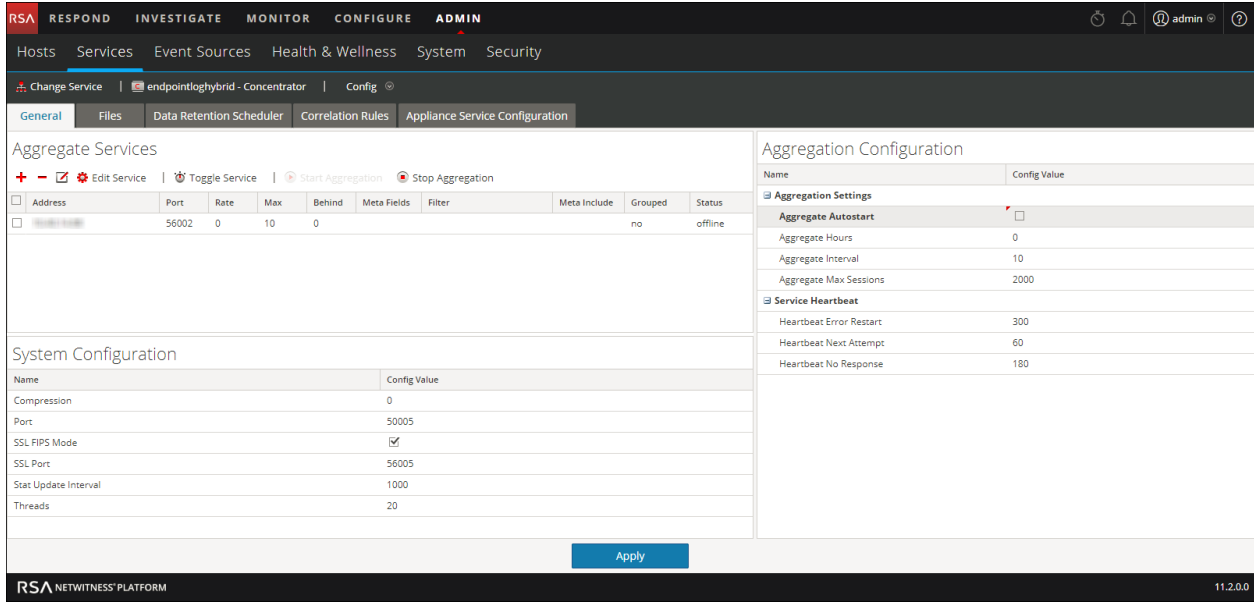 RSA RESPOND INVESTIGATE MONITOR CONFIGURE ADMIN admin
Hosts Services Event Sources Health & Wellness System Security
Change Service | endpointloghybrid - Concentrator | Config
General Files Data Retention Scheduler Correlation Rules Appliance Service Configuration
Aggregate Services
Edit Service | Toggle Service | Start Aggregation Stop Aggregation
Address Port Rate Max Behind Meta Fields Filter Meta Include Grouped Status
56002 0 10 0 no offline
System Configuration
Name Config Value
Compression 0
Port 50005
SSL FIPS Mode
SSL Port 56005
Stat Update Interval 1000
Threads 20
Aggregation Configuration
Name Config Value
Aggregation Settings
Aggregate Autostart
Aggregate Hours 0
Aggregate Interval 10
Aggregate Max Sessions 2000
Service Heartbeat
Heartbeat Error Restart 300
Heartbeat Next Attempt 60
Heartbeat No Response 180
Apply
RSA NETWITNESS® PLATFORM 11.2.0.0